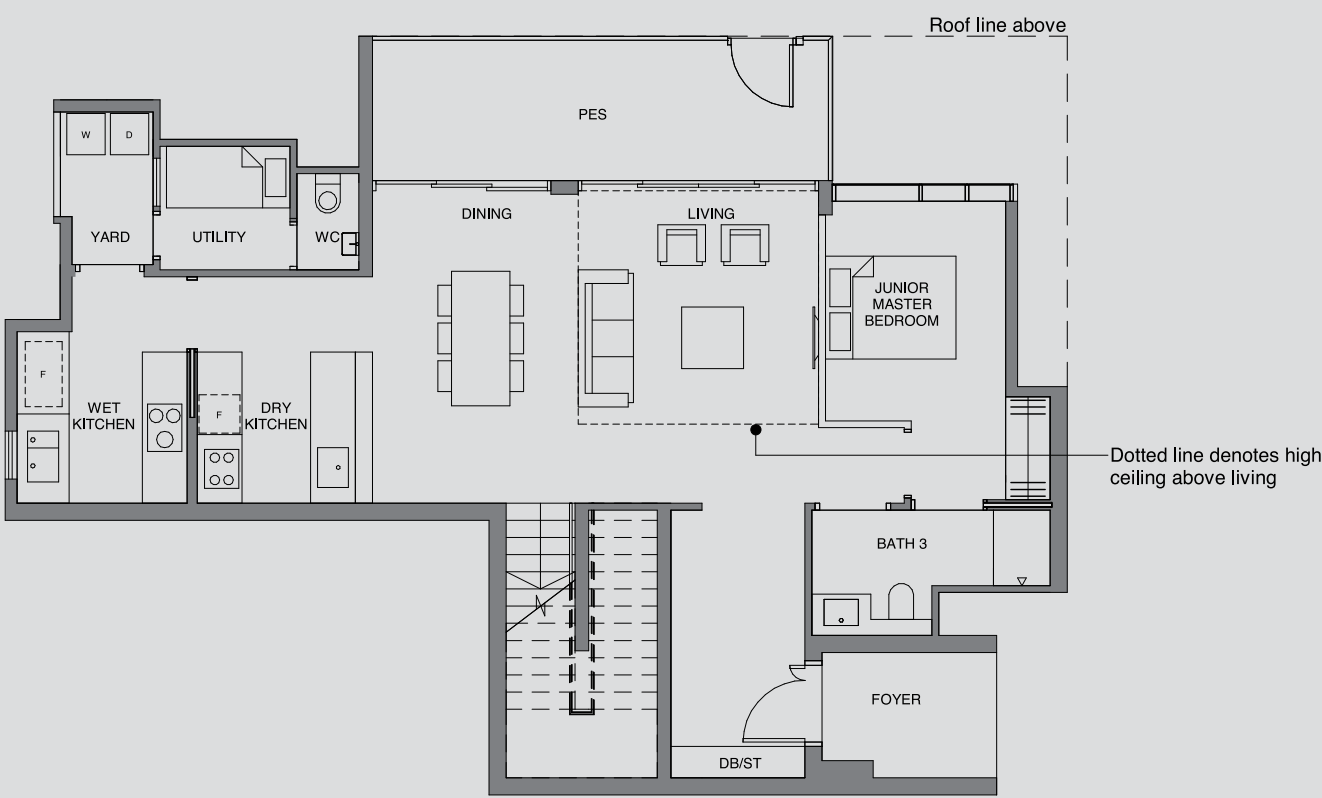 Roof line above
PES
W
D
DINING
LIVING
YARD
UTILITY
WC
JUNIOR
MASTER
BEDROOM
F
WET
KITCHEN
F
DRY
KITCHEN
Dotted line denotes high
ceiling above living
BATH 3
N
FOYER
DB/ST